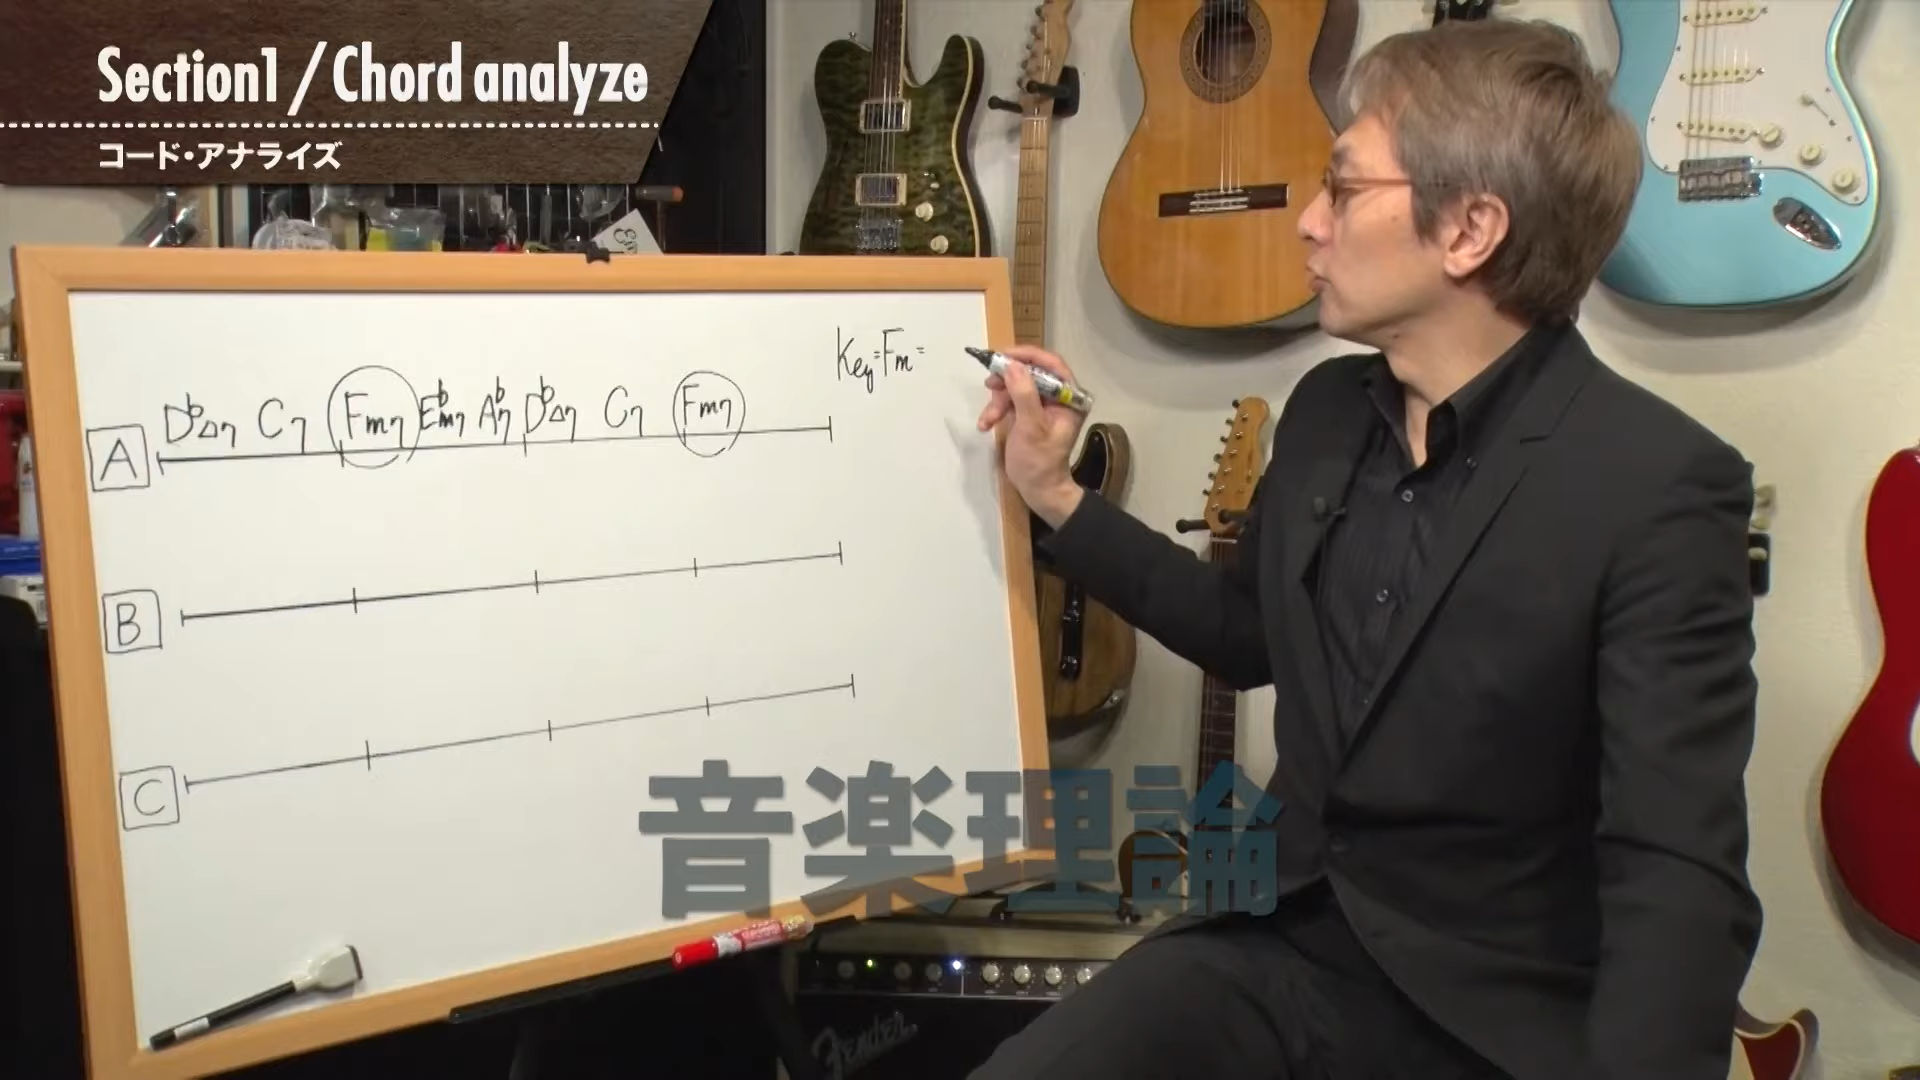 Section1 / Chord analyze
コード・アナライズ
Key=Fm=
A D♭△7 C7 Fm7 E♭m7 A♭7 D♭△7 C7 Fm7
B
C
音楽理論
Fender